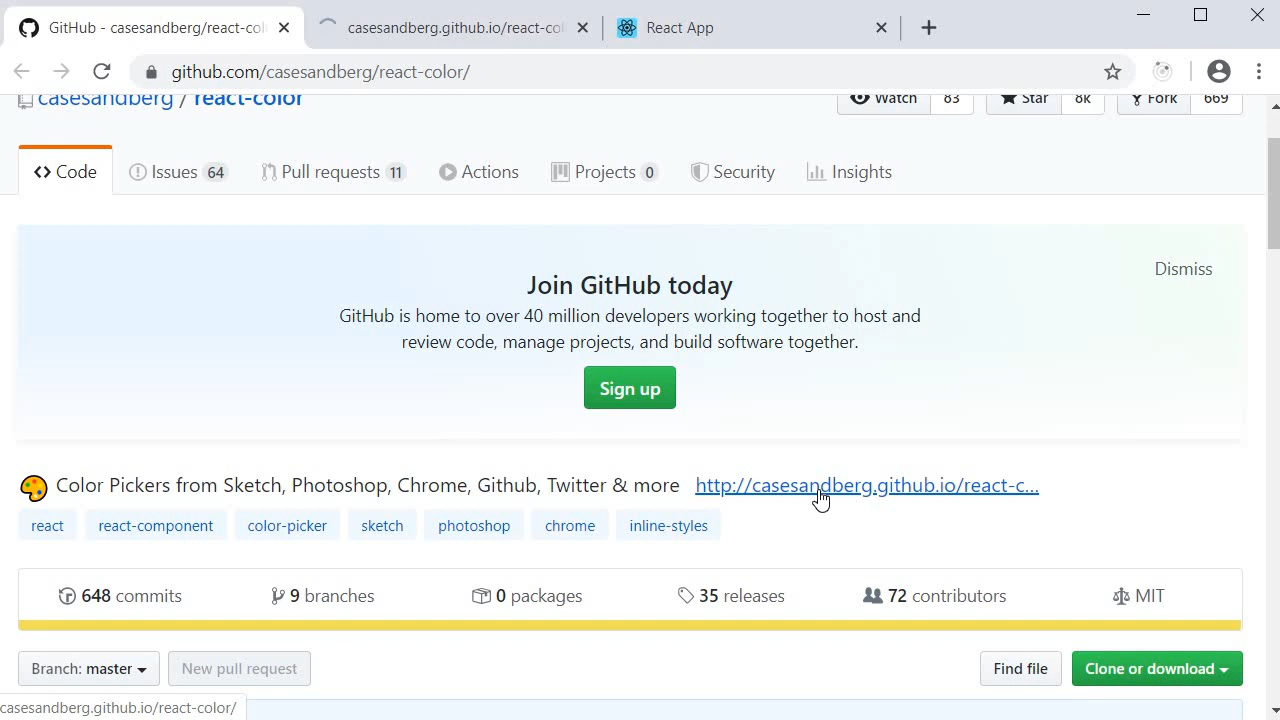 GitHub - casesandberg/react-colo
casesandberg.github.io/react-col
React App
github.com/casesandberg/react-color/
casesandberg / react-color
Watch 83
Star 8k
Fork 669
Code
Issues 64
Pull requests 11
Actions
Projects 0
Security
Insights
Dismiss
Join GitHub today
GitHub is home to over 40 million developers working together to host and
review code, manage projects, and build software together.
Sign up
Color Pickers from Sketch, Photoshop, Chrome, Github, Twitter & more http://casesandberg.github.io/react-c...
react react-component color-picker sketch photoshop chrome inline-styles
648 commits 9 branches 0 packages 35 releases 72 contributors MIT
Branch: master New pull request Find file Clone or download
casesandberg.github.io/react-color/